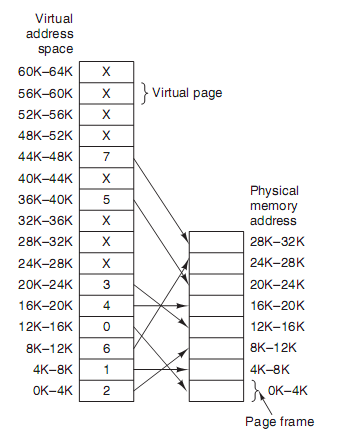 Virtual
address
space
60K–64K X
56K–60K X Virtual page
52K–56K X
48K–52K X
44K–48K 7
40K–44K X
36K–40K 5
32K–36K X
28K–32K X
24K–28K X
20K–24K 3
16K–20K 4
12K–16K 0
8K–12K 6
4K–8K 1
0K–4K 2
Physical
memory
address
28K–32K
24K–28K
20K–24K
16K–20K
12K–16K
8K–12K
4K–8K
0K–4K
Page frame